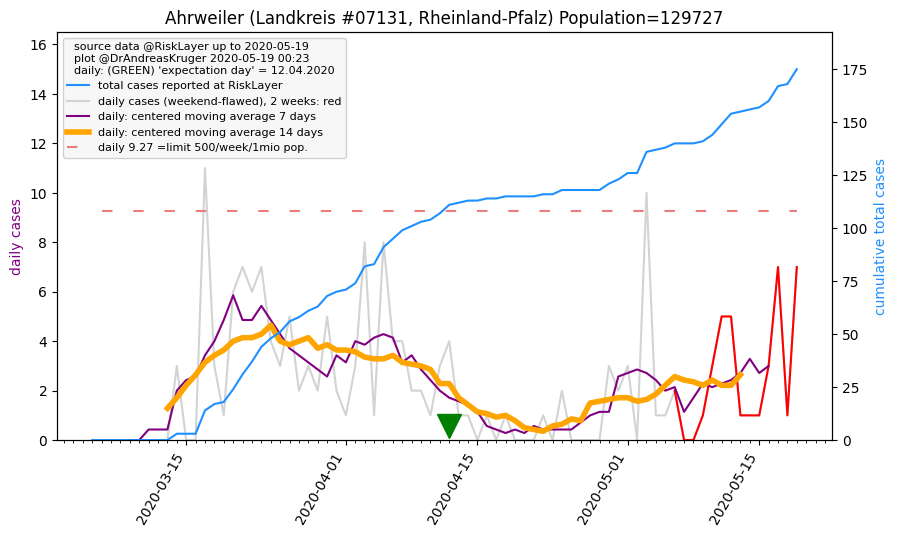 Ahrweiler (Landkreis #07131, Rheinland-Pfalz) Population=129727
source data @RiskLayer up to 2020-05-19
plot @DrAndreasKruger 2020-05-19 00:23
daily: (GREEN) 'expectation day' = 12.04.2020
total cases reported at RiskLayer
daily cases (weekend-flawed), 2 weeks: red
daily: centered moving average 7 days
daily: centered moving average 14 days
daily 9.27 =limit 500/week/1mio pop.
daily cases
16
14
12
10
8
6
4
2
0
cumulative total cases
175
150
125
100
75
50
25
0
2020-03-15
2020-04-01
2020-04-15
2020-05-01
2020-05-15